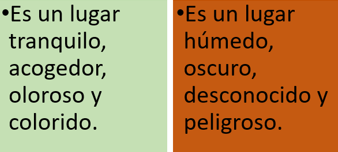 •Es un lugar
tranquilo,
acogedor,
oloroso y
colorido.
•Es un lugar
húmedo,
oscuro,
desconocido y
peligroso.